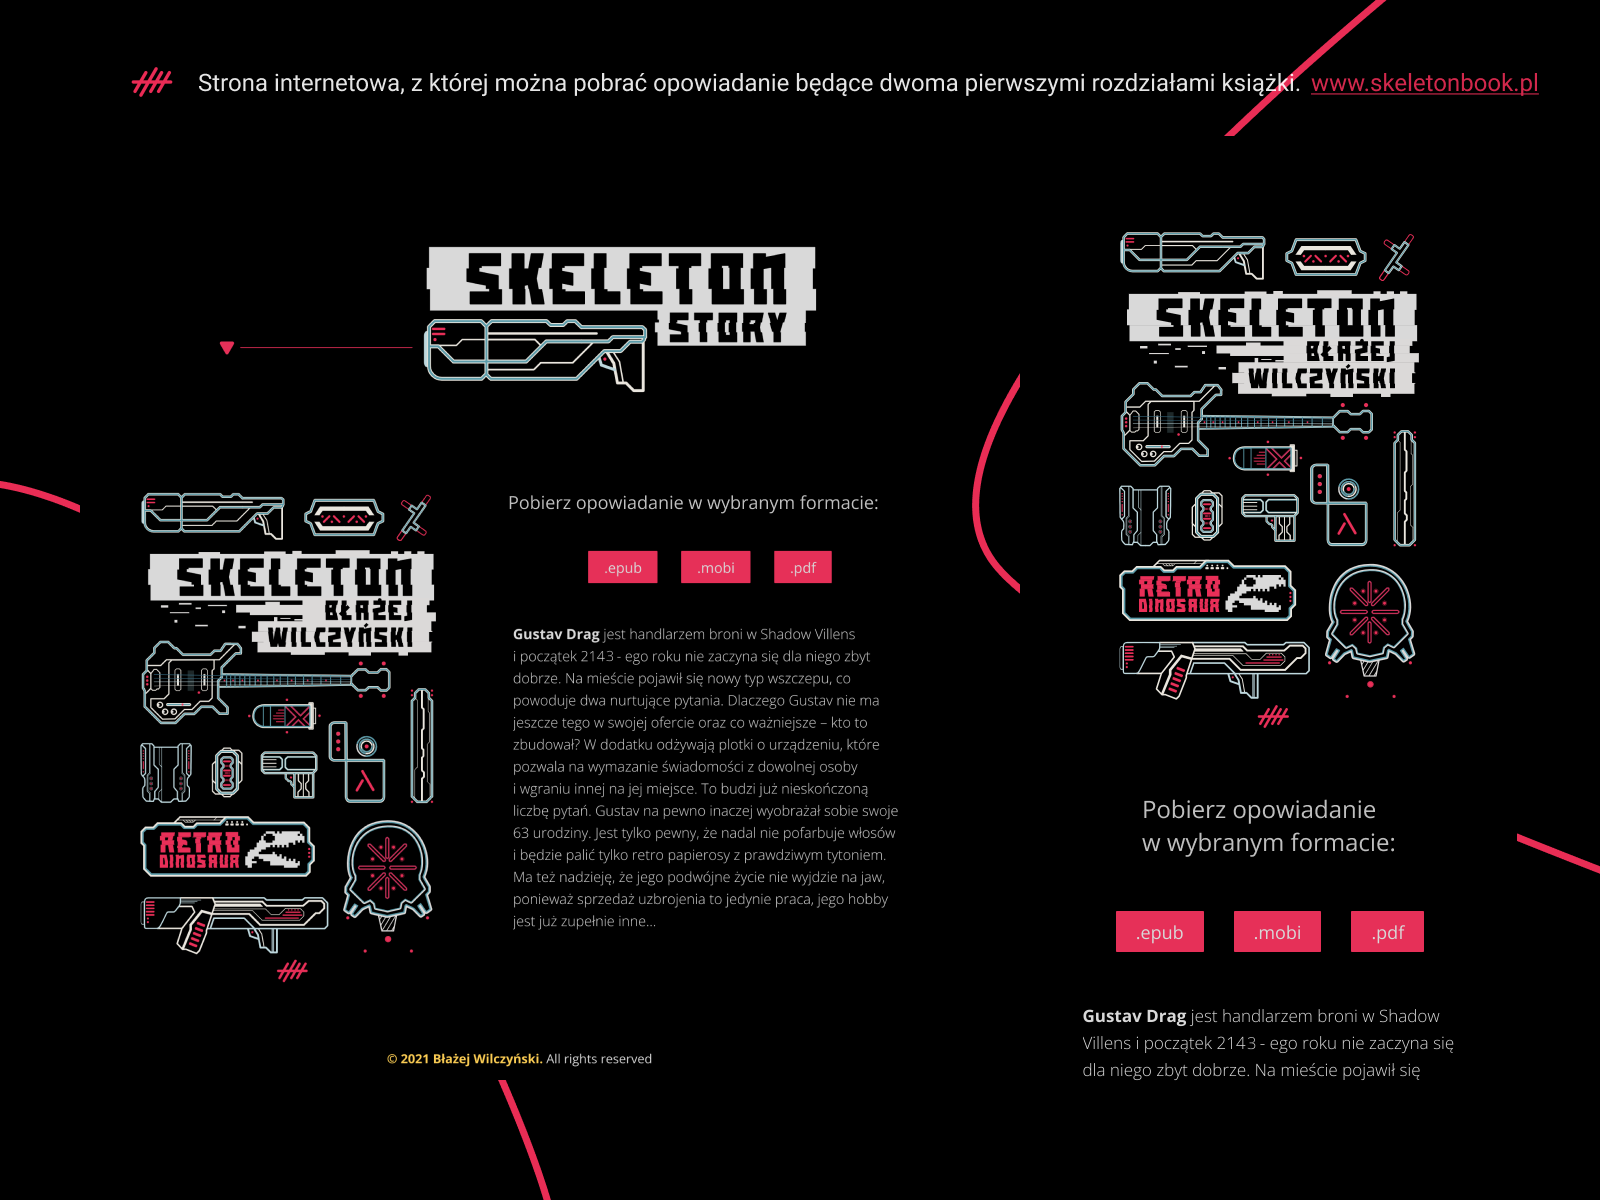 Strona internetowa, z której można pobrać opowiadanie będące dwoma pierwszymi rozdziałami książki. www.skeletonbook.pl
SKELETON
STORY
SKELETON
BŁAŻEJ
WILCZYŃSKI
RETRO
DINOSAUR
Pobierz opowiadanie w wybranym formacie:
.epub .mobi .pdf
Gustav Drag jest handlarzem broni w Shadow Villens
i początek 2143 - ego roku nie zaczyna się dla niego zbyt
dobrze. Na mieście pojawił się nowy typ wszczepu, co
powoduje dwa nurtujące pytania. Dlaczego Gustav nie ma
jeszcze tego w swojej ofercie oraz co ważniejsze – kto to
zbudował? W dodatku odżywają plotki o urządzeniu, które
pozwala na wymazanie świadomości z dowolnej osoby
i wgraniu innej na jej miejsce. To budzi już nieskończoną
liczbę pytań. Gustav na pewno inaczej wyobrażał sobie swoje
63 urodziny. Jest tylko pewny, że nadal nie pofarbuje włosów
i będzie palić tylko retro papierosy z prawdziwym tytoniem.
Ma też nadzieję, że jego podwójne życie nie wyjdzie na jaw,
ponieważ sprzedaż uzbrojenia to jedynie praca, jego hobby
jest już zupełnie inne...
© 2021 Błażej Wilczyński. All rights reserved
SKELETON
BŁAŻEJ
WILCZYŃSKI
RETRO
DINOSAUR
Pobierz opowiadanie
w wybranym formacie:
.epub .mobi .pdf
Gustav Drag jest handlarzem broni w Shadow
Villens i początek 2143 - ego roku nie zaczyna się
dla niego zbyt dobrze. Na mieście pojawił się